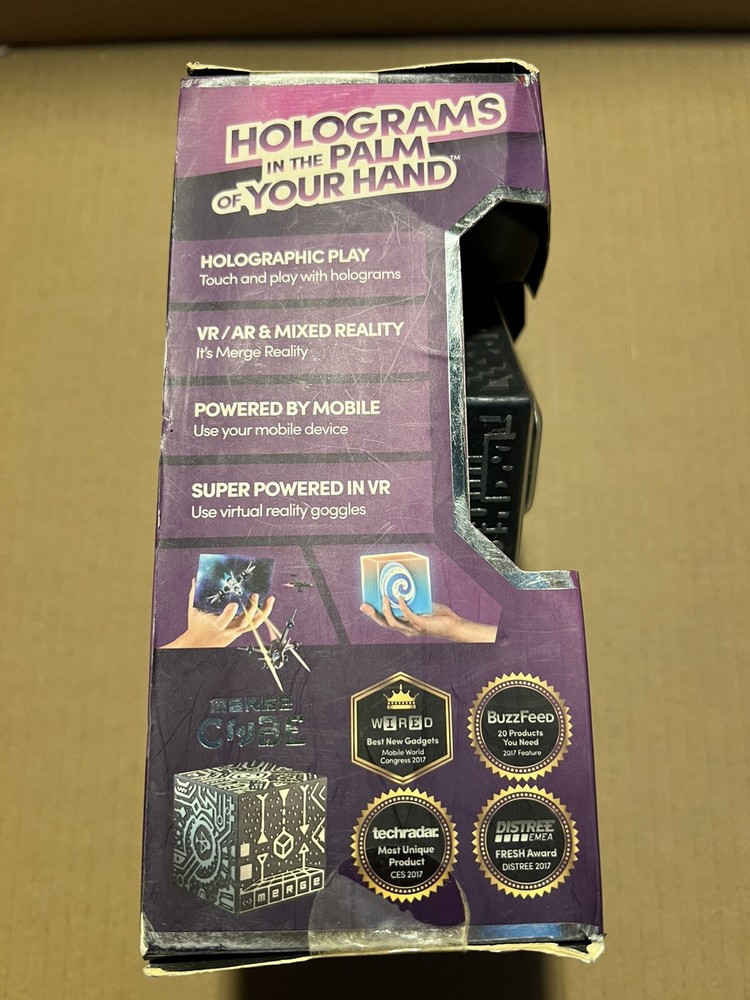 HOLOGRAMS
IN THE PALM
OF YOUR HAND™
HOLOGRAPHIC PLAY
Touch and play with holograms
VR / AR & MIXED REALITY
It's Merge Reality
POWERED BY MOBILE
Use your mobile device
SUPER POWERED IN VR
Use virtual reality goggles
MERGE
CUBE
MERGE
WIRED
Best New Gadgets
Mobile World
Congress 2017
BuzzFeed
20 Products
You Need
2017 Feature
techradar.
Most Unique
Product
CES 2017
DISTREE
EMEA
FRESH Award
DISTREE 2017